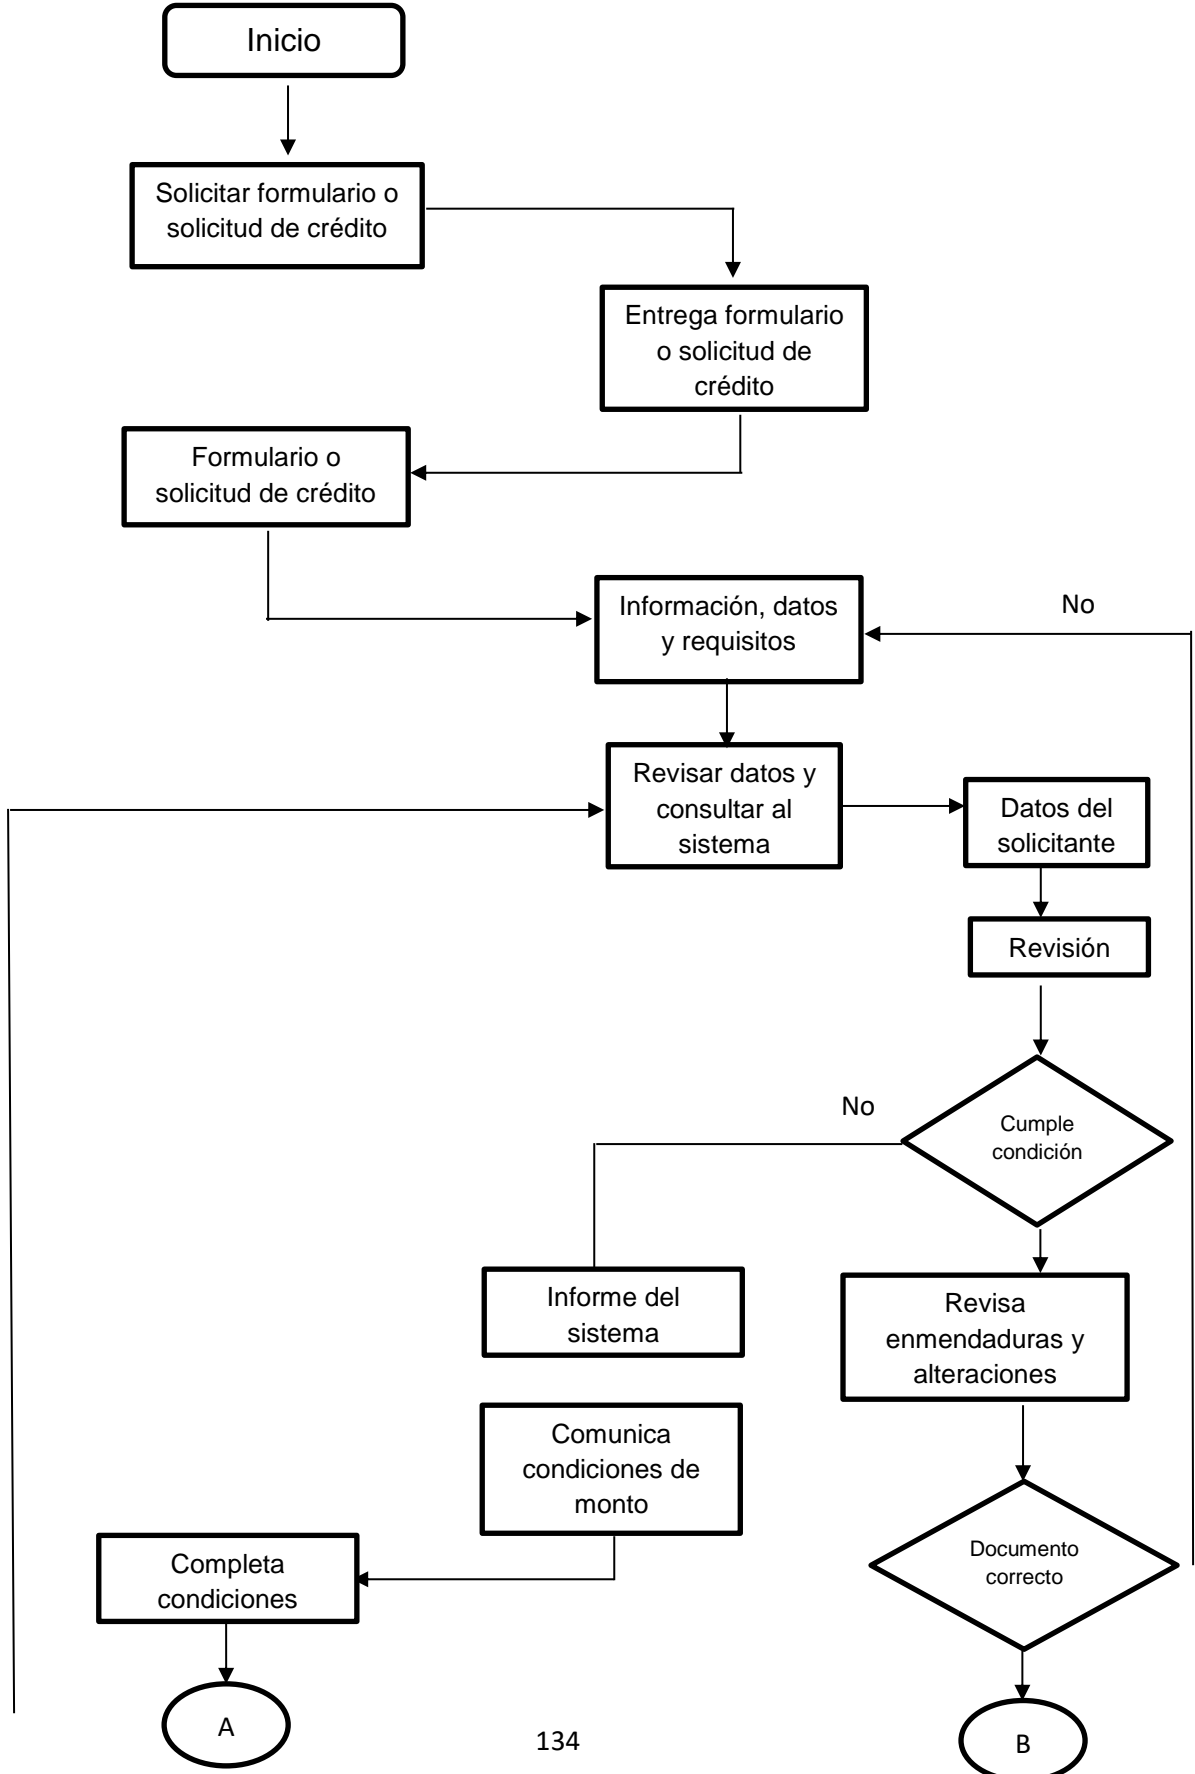 Inicio
Solicitar formulario o
solicitud de crédito
Entrega formulario
o solicitud de
crédito
Formulario o
solicitud de crédito
Información, datos
y requisitos
No
Revisar datos y
consultar al
sistema
Datos del
solicitante
Revisión
No
Cumple
condición
Informe del
sistema
Revisa
enmendaduras y
alteraciones
Comunica
condiciones de
monto
Completa
condiciones
Documento
correcto
A
B
134